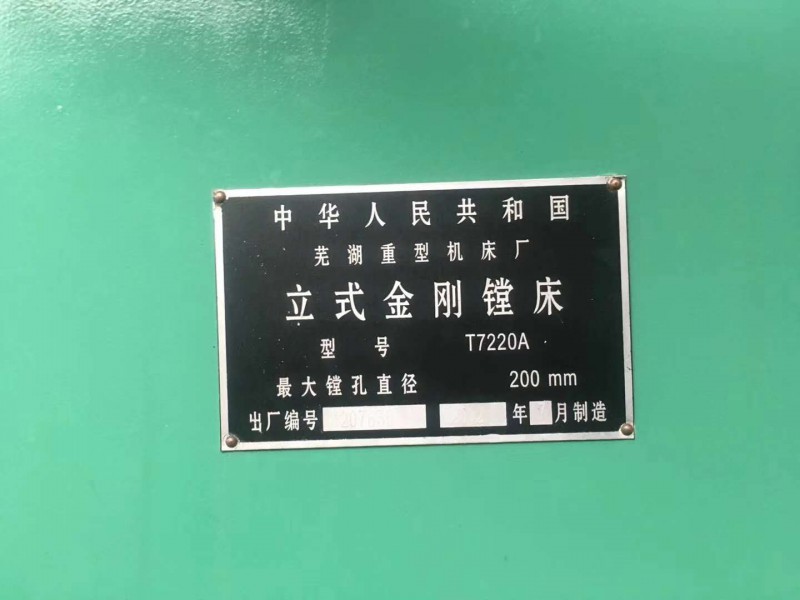 中华人民共和国
芜湖重型机床厂
立式金刚镗床
型号 T7220A
最大镗孔直径 200 mm
出厂编号 年 月制造